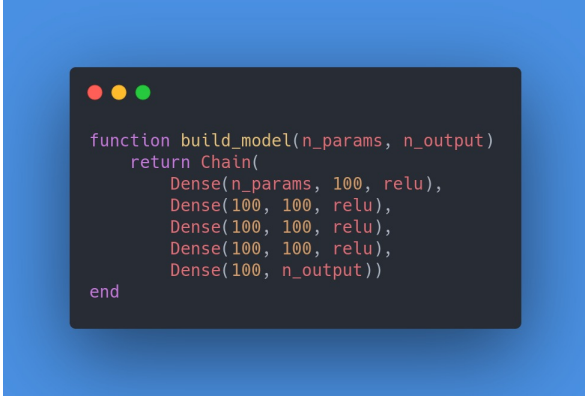 function build_model(n_params, n_output)
    return Chain(
        Dense(n_params, 100, relu),
        Dense(100, 100, relu),
        Dense(100, 100, relu),
        Dense(100, 100, relu),
        Dense(100, n_output))
end